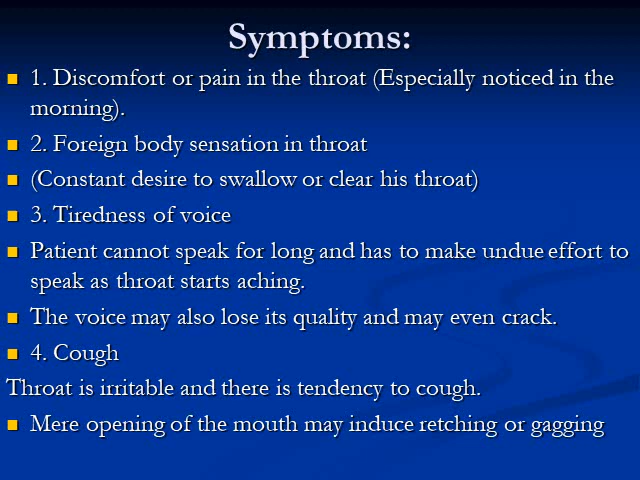 Symptoms:
1. Discomfort or pain in the throat (Especially noticed in the
morning).
2. Foreign body sensation in throat
(Constant desire to swallow or clear his throat)
3. Tiredness of voice
Patient cannot speak for long and has to make undue effort to
speak as throat starts aching.
The voice may also lose its quality and may even crack.
4. Cough
Throat is irritable and there is tendency to cough.
Mere opening of the mouth may induce retching or gagging